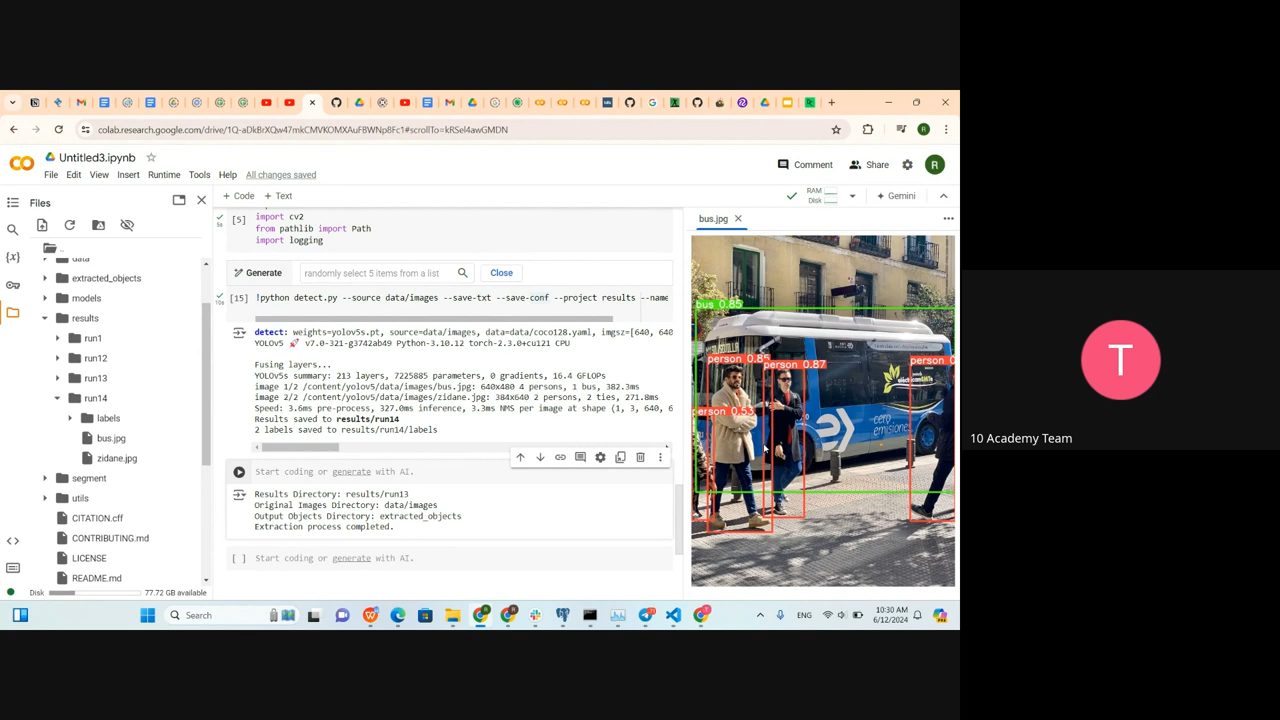 colab.research.google.com/drive/1Q-aDkBrXQw47mkCMVKOMXAuFBWNp8Fc1#scrollTo=kRSel4awGMDN
Untitled3.ipynb
Comment
Share
R
File Edit View Insert Runtime Tools Help All changes saved
Files
+ Code + Text
RAM
Disk
Gemini
..
data
extracted_objects
models
results
run1
run12
run13
run14
labels
bus.jpg
zidane.jpg
segment
utils
CITATION.cff
CONTRIBUTING.md
LICENSE
README.md
Disk
77.72 GB available
[5]
5s
import cv2
from pathlib import Path
import logging
Generate
randomly select 5 items from a list
Close
[15]
10s
!python detect.py --source data/images --save-txt --save-conf --project results --name
detect: weights=yolov5s.pt, source=data/images, data=data/coco128.yaml, imgsz=[640, 640
YOLOv5 🚀 v7.0-321-g3742ab49 Python-3.10.12 torch-2.3.0+cu121 CPU
Fusing layers...
YOLOv5s summary: 213 layers, 7225885 parameters, 0 gradients, 16.4 GFLOPs
image 1/2 /content/yolov5/data/images/bus.jpg: 640x480 4 persons, 1 bus, 382.3ms
image 2/2 /content/yolov5/data/images/zidane.jpg: 384x640 2 persons, 2 ties, 271.8ms
Speed: 3.6ms pre-process, 327.0ms inference, 3.3ms NMS per image at shape (1, 3, 640, 6
Results saved to results/run14
2 labels saved to results/run14/labels
Start coding or generate with AI.
Results Directory: results/run13
Original Images Directory: data/images
Output Objects Directory: extracted_objects
Extraction process completed.
[ ]
Start coding or generate with AI.
bus.jpg
bus 0.85
person 0.85
person 0.87
person 0
erson 0.53
cero
emisiones
Search
ENG
10:30 AM
6/12/2024
T
10 Academy Team